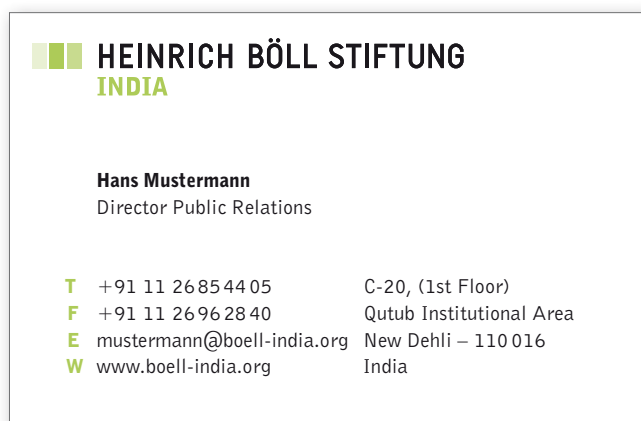 HEINRICH BÖLL STIFTUNG
INDIA
Hans Mustermann
Director Public Relations
T +91 11 26 85 44 05
F +91 11 26 96 28 40
E mustermann@boell-india.org
W www.boell-india.org
C-20, (1st Floor)
Qutub Institutional Area
New Dehli – 110 016
India